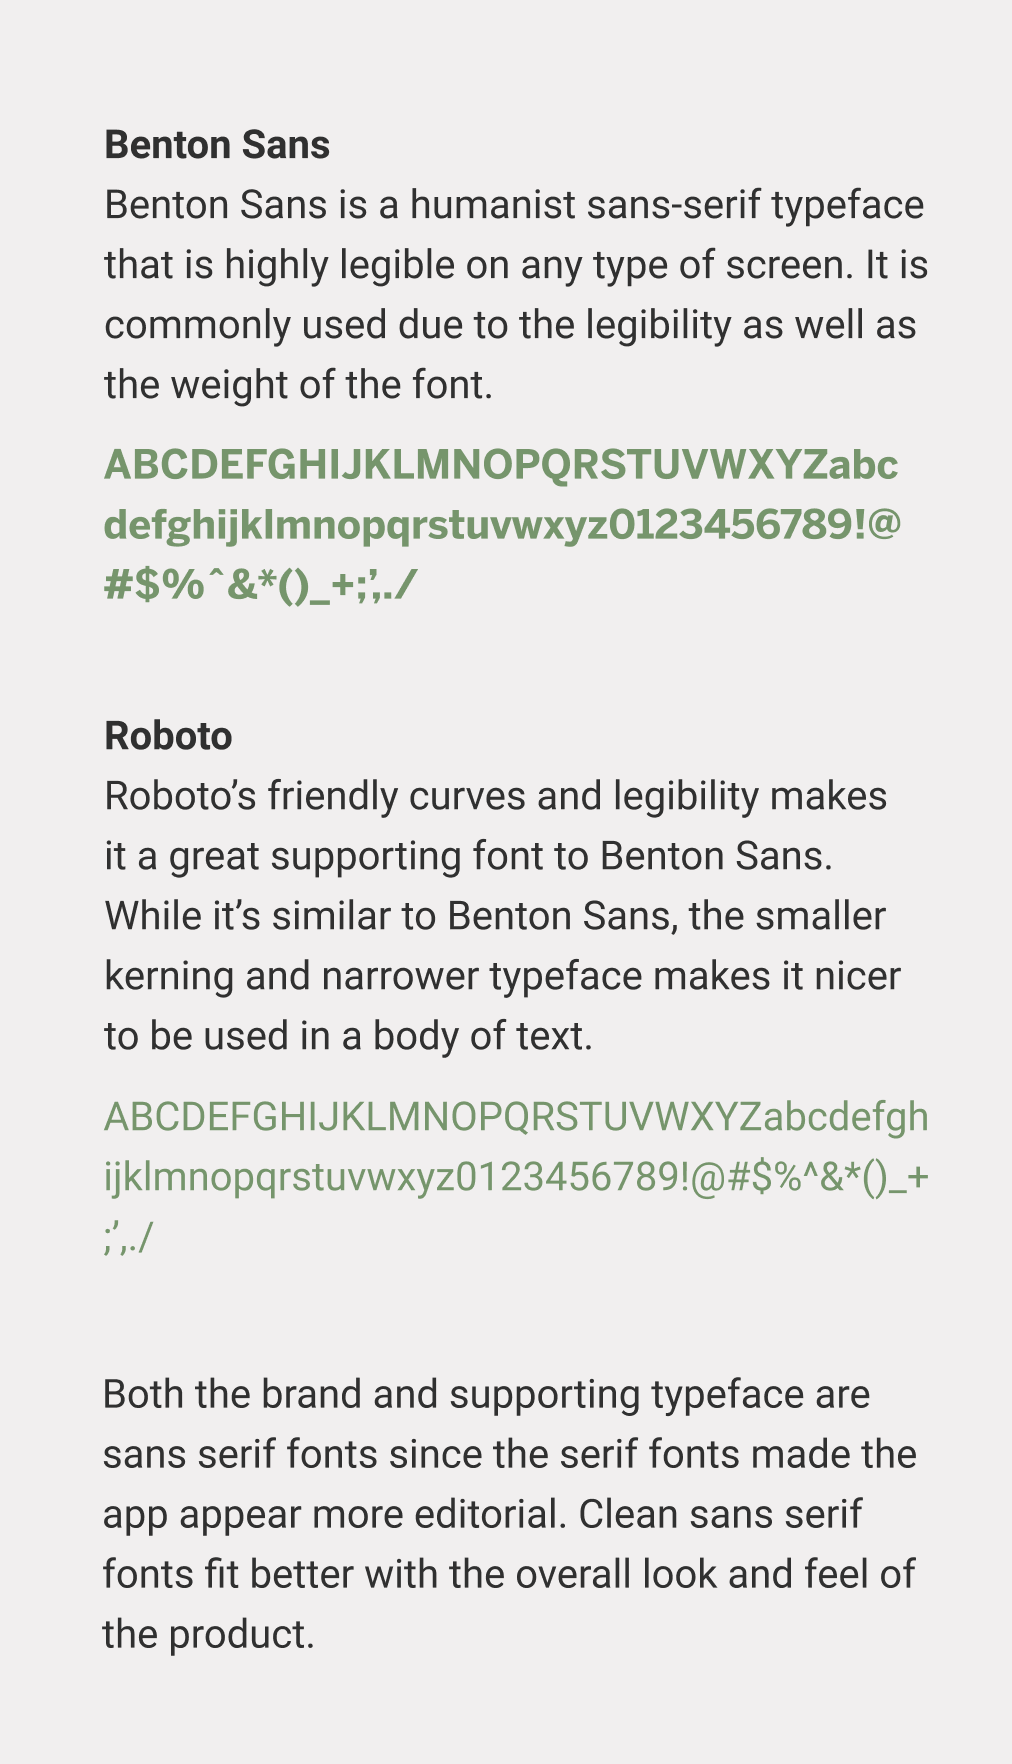 Benton Sans
Benton Sans is a humanist sans-serif typeface
that is highly legible on any type of screen. It is
commonly used due to the legibility as well as
the weight of the font.
ABCDEFGHIJKLMNOPQRSTUVWXYZabc
defghijklmnopqrstuvwxyz0123456789!@
#$%ˆ&*()_+;’,./
Roboto
Roboto’s friendly curves and legibility makes
it a great supporting font to Benton Sans.
While it’s similar to Benton Sans, the smaller
kerning and narrower typeface makes it nicer
to be used in a body of text.
ABCDEFGHIJKLMNOPQRSTUVWXYZabcdefgh
ijklmnopqrstuvwxyz0123456789!@#$%^&*()_+
;’,./
Both the brand and supporting typeface are
sans serif fonts since the serif fonts made the
app appear more editorial. Clean sans serif
fonts fit better with the overall look and feel of
the product.